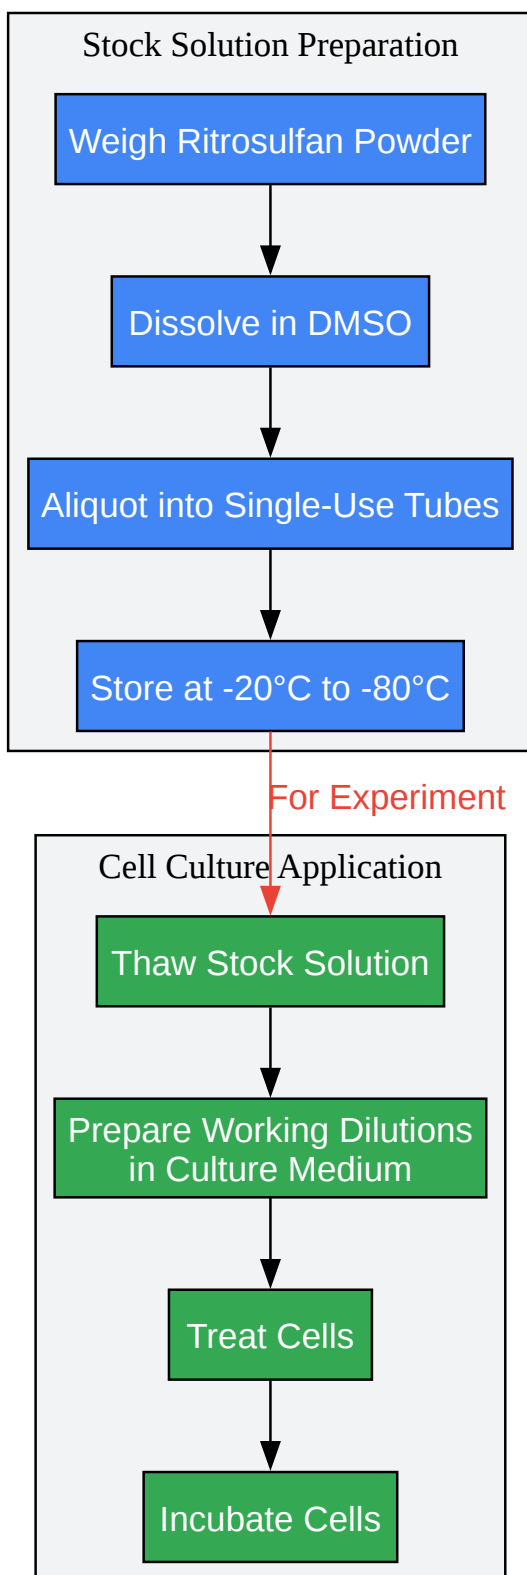 Stock Solution Preparation
Weigh Ritrosulfan Powder
Dissolve in DMSO
Aliquot into Single-Use Tubes
Store at -20°C to -80°C
For Experiment
Cell Culture Application
Thaw Stock Solution
Prepare Working Dilutions
in Culture Medium
Treat Cells
Incubate Cells